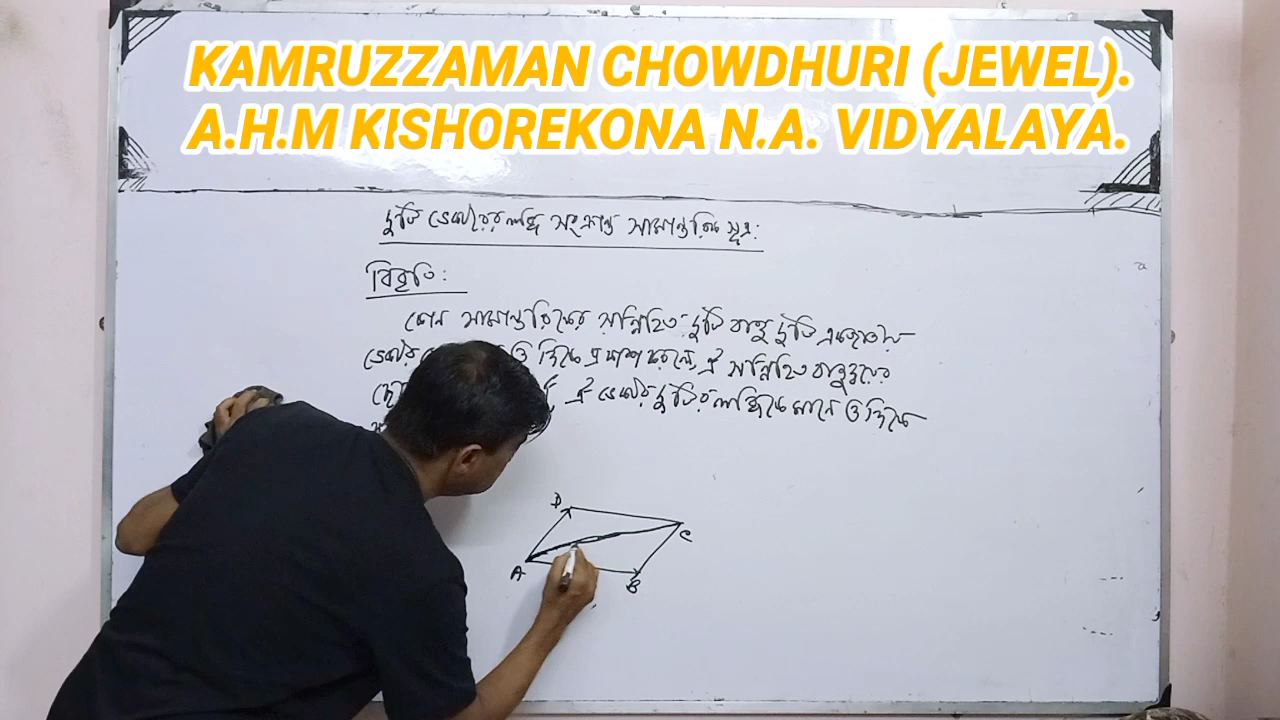 KAMRUZZAMAN CHOWDHURI (JEWEL).
A.H.M KISHOREKONA N.A. VIDYALAYA.
দুটি ভেক্টরের লব্ধি সংক্রান্ত সামান্তরিক সূত্র:
বিবৃতি:
কোন সামান্তরিকের সন্নিহিত দুটি বাহু দুটি একজাতীয়
ভেক্টর ও দিকে প্রকাশ করলে, ঐ সন্নিহিত বাহুদ্বয়ের
ঐ ভেক্টর দুটির লব্ধিকে মানে ও দিকে
D
C
A
B